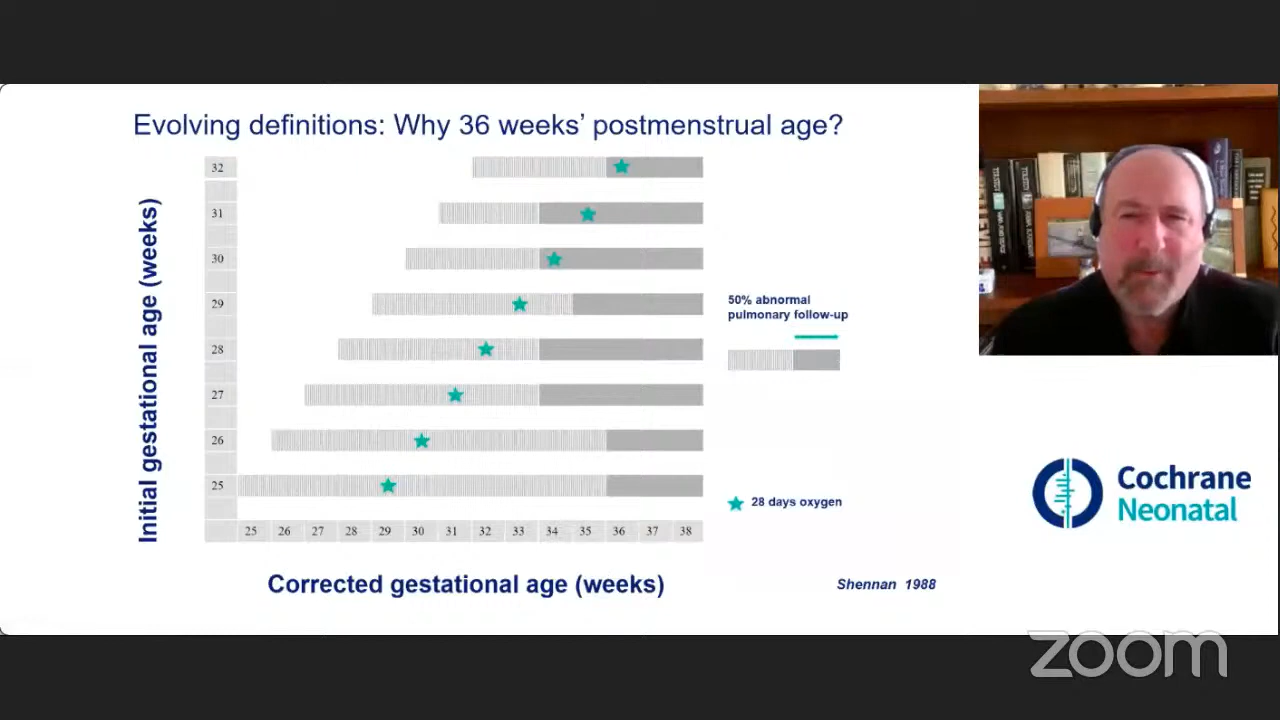 Evolving definitions: Why 36 weeks’ postmenstrual age?
Initial gestational age (weeks)
32
31
30
29
28
27
26
25
25 26 27 28 29 30 31 32 33 34 35 36 37 38
Corrected gestational age (weeks)
50% abnormal
pulmonary follow-up
28 days oxygen
Shennan 1988
Cochrane
Neonatal
zoom